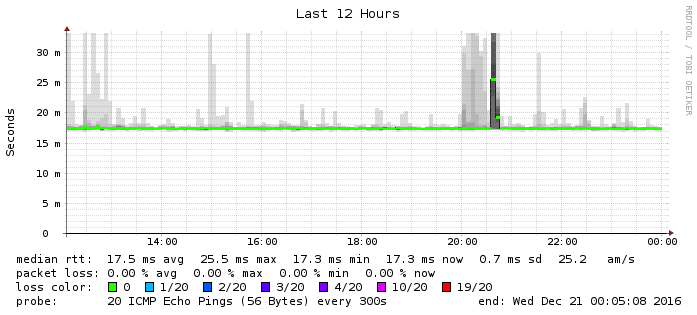 Last 12 Hours
RRDTOOL / TOBI OETIKER
Seconds
30 m
25 m
20 m
15 m
10 m
5 m
0
14:00 16:00 18:00 20:00 22:00 00:00
median rtt: 17.5 ms avg 25.5 ms max 17.3 ms min 17.3 ms now 0.7 ms sd 25.2 am/s
packet loss: 0.00 % avg 0.00 % max 0.00 % min 0.00 % now
loss color: 0 1/20 2/20 3/20 4/20 10/20 19/20
probe: 20 ICMP Echo Pings (56 Bytes) every 300s end: Wed Dec 21 00:05:08 2016